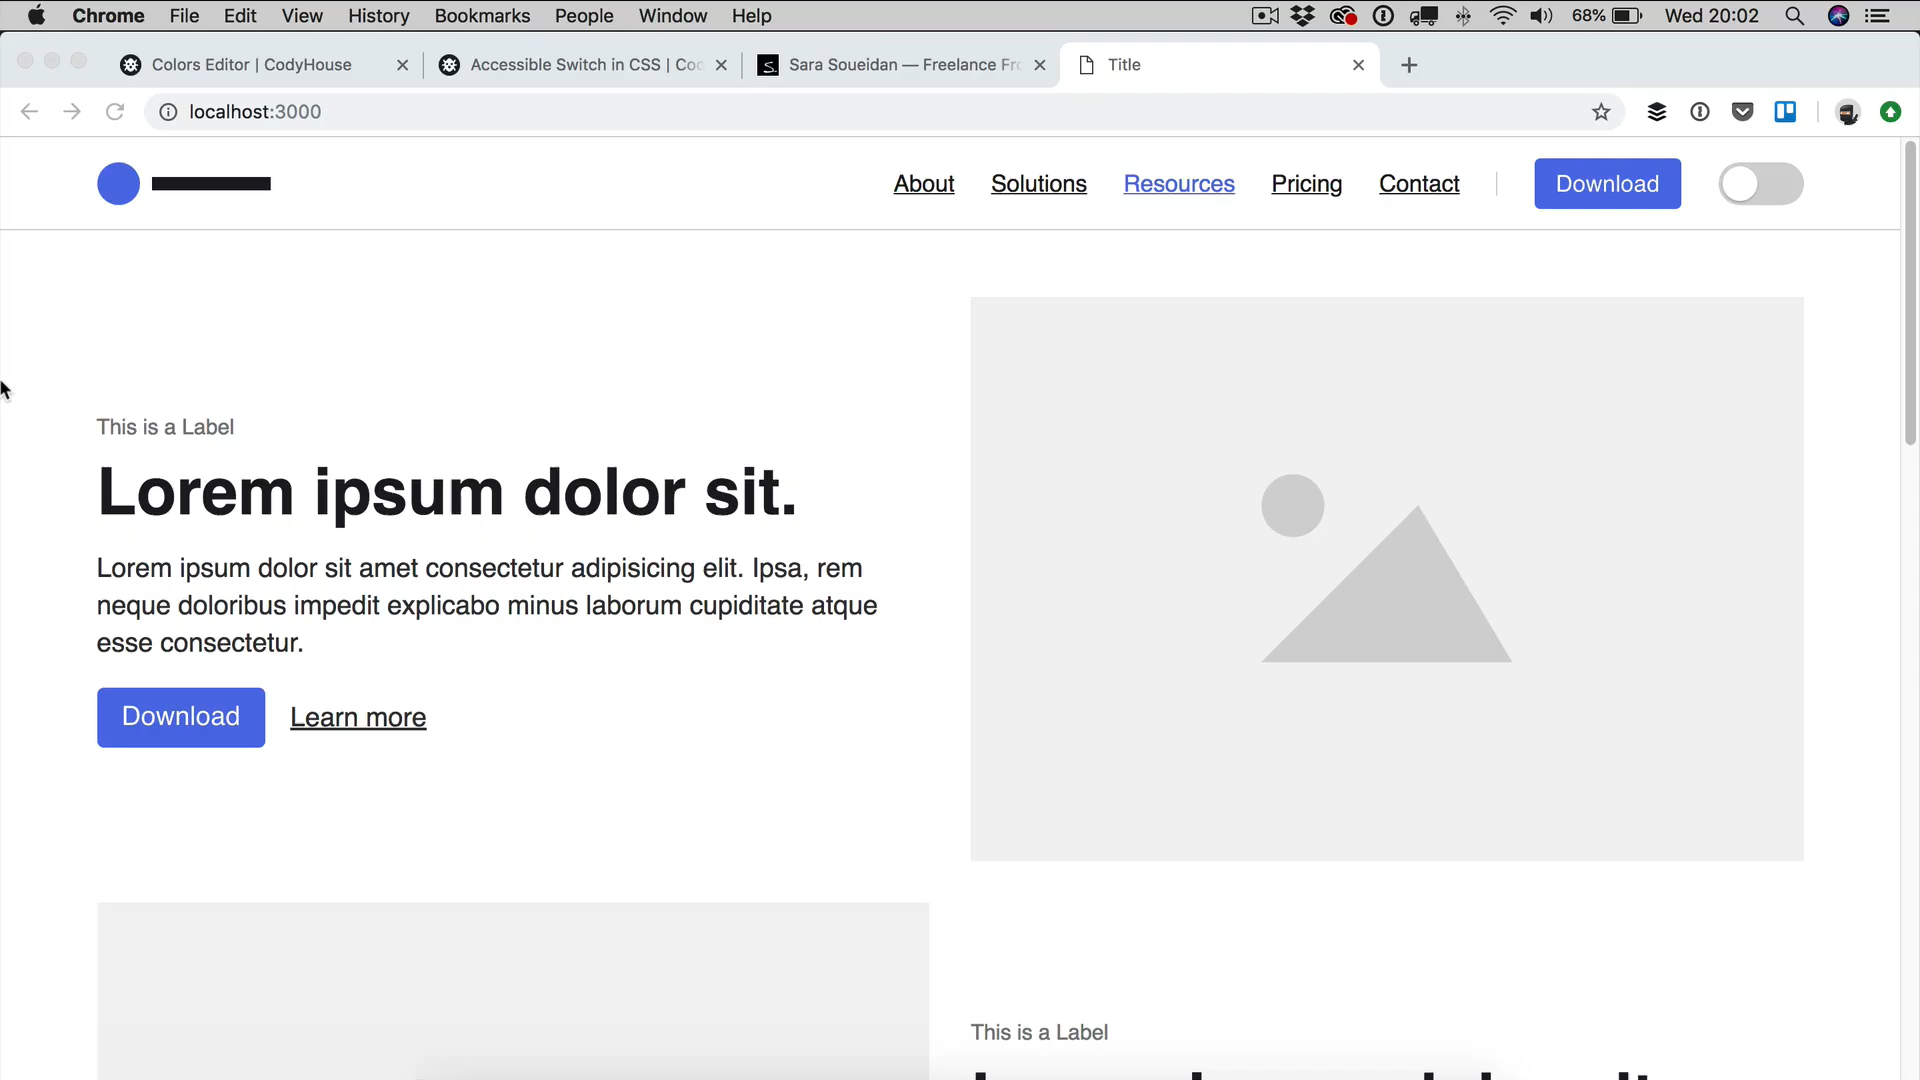 Chrome File Edit View History Bookmarks People Window Help 68% Wed 20:02
Colors Editor | CodyHouse Accessible Switch in CSS | Co Sara Soueidan — Freelance Fr Title
localhost:3000
About Solutions Resources Pricing Contact Download
This is a Label
Lorem ipsum dolor sit.
Lorem ipsum dolor sit amet consectetur adipisicing elit. Ipsa, rem
neque doloribus impedit explicabo minus laborum cupiditate atque
esse consectetur.
Download Learn more
This is a Label